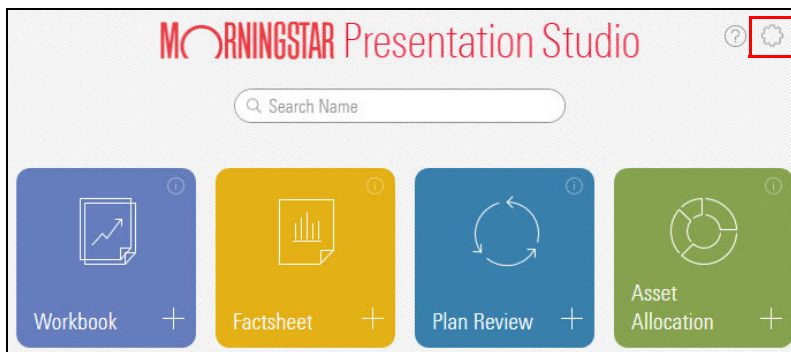 MORNINGSTAR Presentation Studio
?
Search Name
i
i
i
i
Workbook +
Factsheet +
Plan Review +
Asset
Allocation +